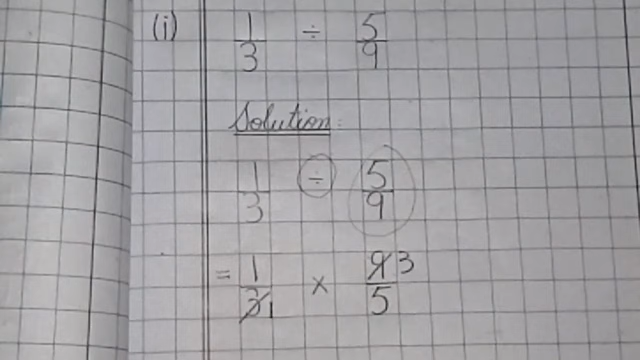 (i) 1/3 ÷ 5/9
Solution:
1/3 ÷ 5/9
= 1/3 1 × 9 3/5